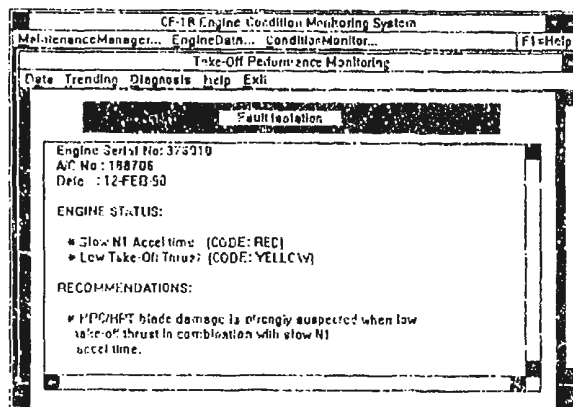 CF-18 Engine Condition Monitoring System
MaintenanceManager... EngineData... ConditionMonitor... F1=Help
Take-Off Performance Monitoring
Data Trending Diagnosis Help Exit
Fault Isolation
Engine Serial No: 376010
A/C No : 188706
Date : 12-FEB-90
ENGINE STATUS:
* Slow N1 Accel time (CODE: RED)
* Low Take-Off Thrust (CODE: YELLOW)
RECOMMENDATIONS:
* HPC/HPT blade damage is strongly suspected when low
take-off thrust in combination with slow N1
accel time.